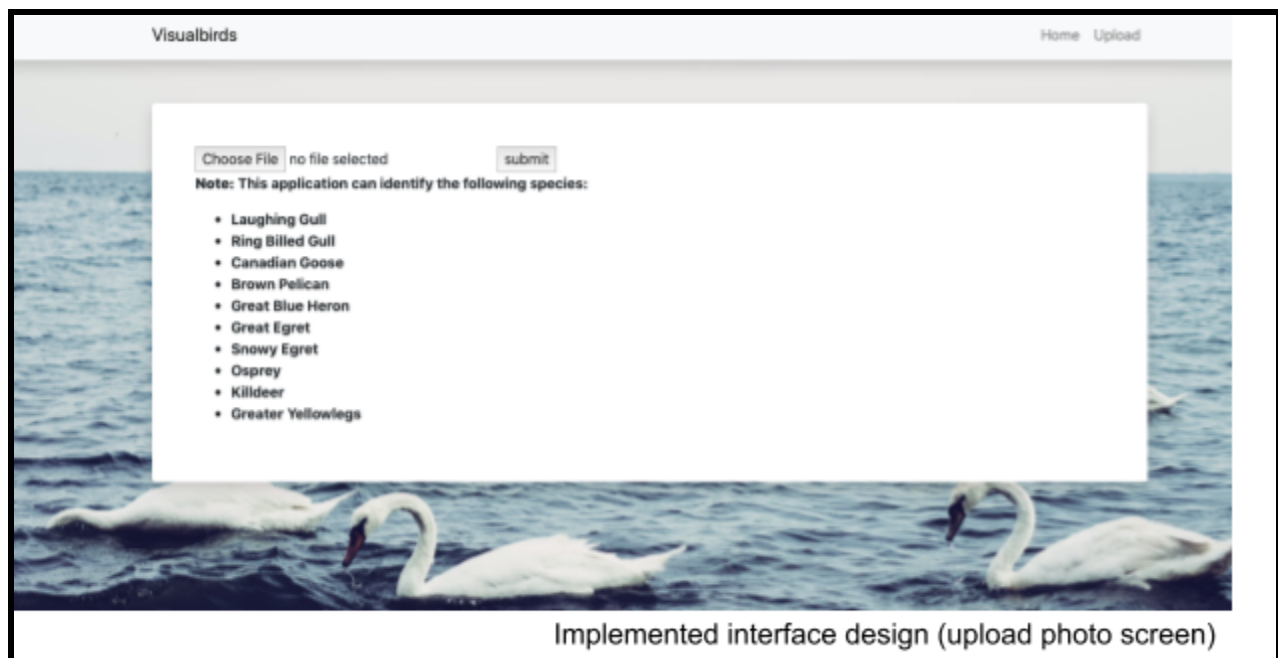 Visualbirds
Home Upload
Choose File no file selected submit
Note: This application can identify the following species:
• Laughing Gull
• Ring Billed Gull
• Canadian Goose
• Brown Pelican
• Great Blue Heron
• Great Egret
• Snowy Egret
• Osprey
• Killdeer
• Greater Yellowlegs
Implemented interface design (upload photo screen)